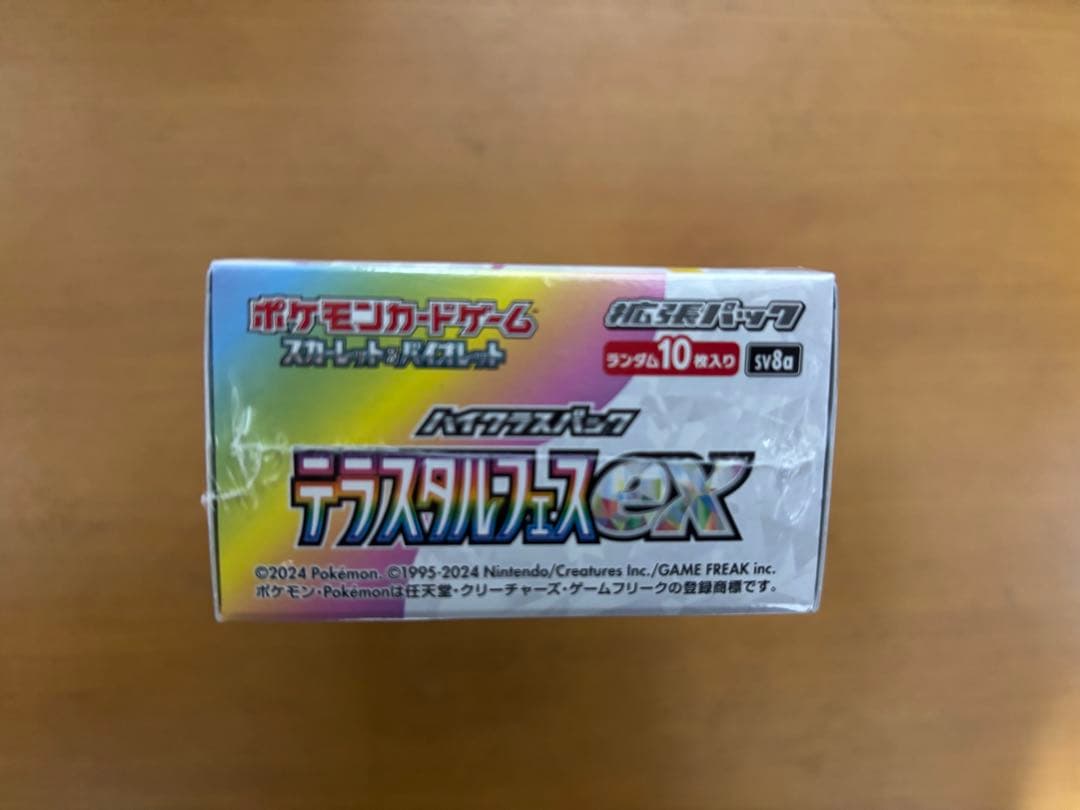 ポケモンカードゲーム
スカーレット&バイオレット
拡張パック
ランダム10枚入り
sv8a
ハイクラスパック
テラスタルフェスex
©2024 Pokémon. ©1995-2024 Nintendo/Creatures Inc./GAME FREAK inc.
ポケモン・Pokémonは任天堂・クリーチャーズ・ゲームフリークの登録商標です。